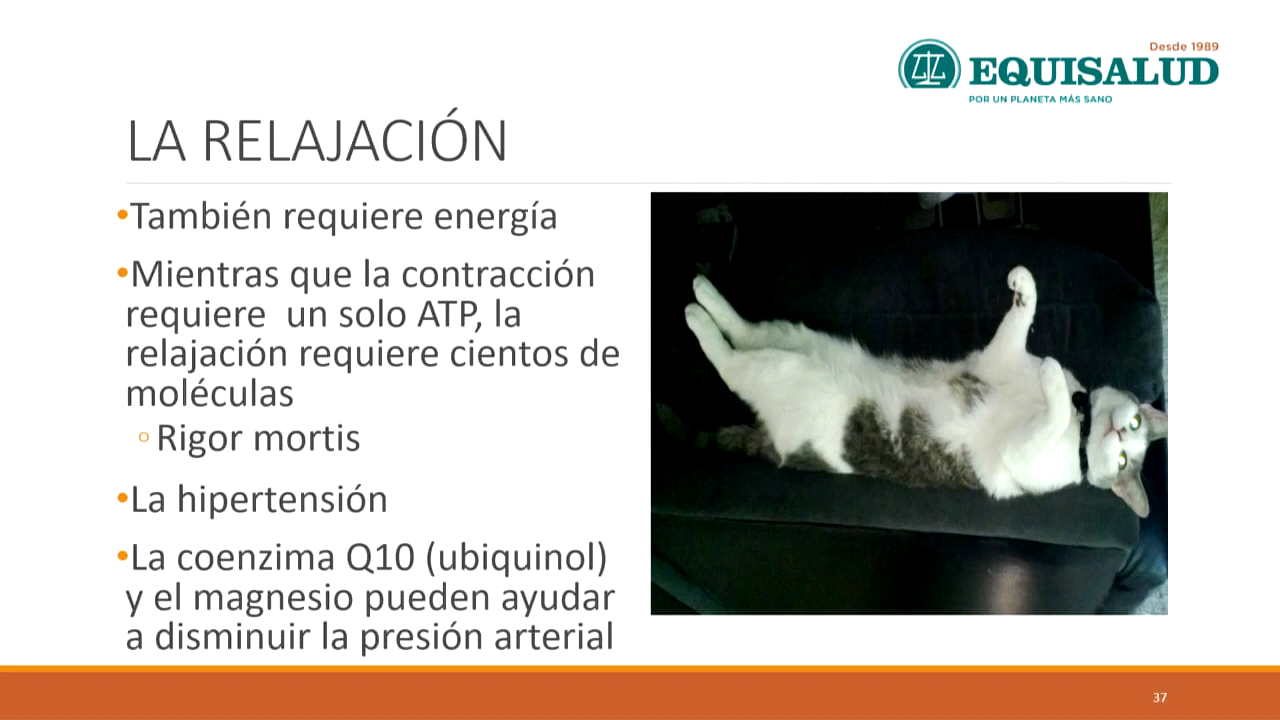 Desde 1989
EQUISALUD
POR UN PLANETA MÁS SANO
LA RELAJACIÓN
•También requiere energía
•Mientras que la contracción
requiere  un solo ATP, la
relajación requiere cientos de
moléculas
◦Rigor mortis
•La hipertensión
•La coenzima Q10 (ubiquinol)
y el magnesio pueden ayudar
a disminuir la presión arterial
37